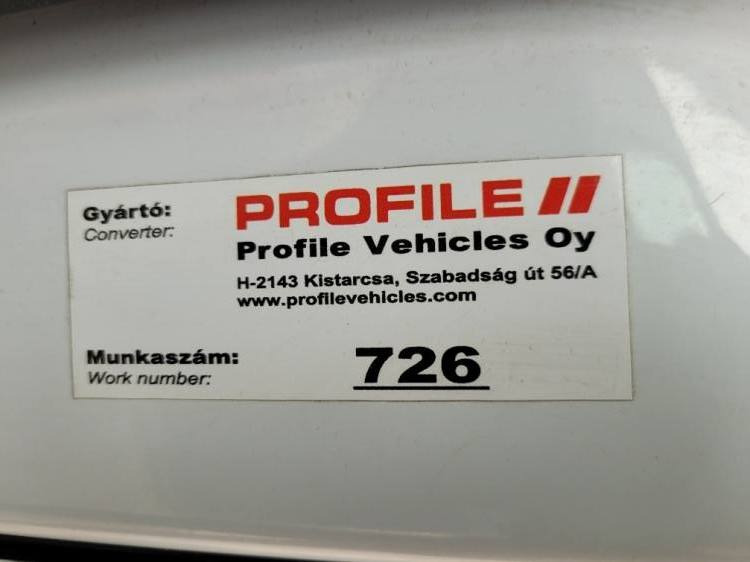 Gyártó: PROFILE
Converter: Profile Vehicles Oy
H-2143 Kistarcsa, Szabadság út 56/A
www.profilevehicles.com
Munkaszám: 726
Work number: